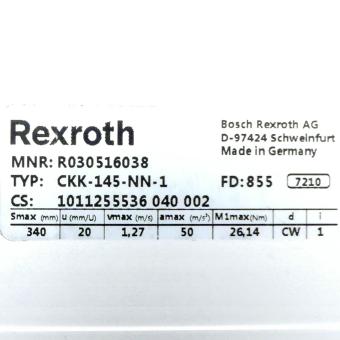 Rexroth
Bosch Rexroth AG
D-97424 Schweinfurt
Made in Germany
MNR: R030516038
TYP: CKK-145-NN-1 FD: 855 7210
CS: 1011255536 040 002
Smax (mm) u (mm/U) vmax (m/s) amax (m/s²) M1max(Nm) d i
340 20 1,27 50 26,14 CW 1